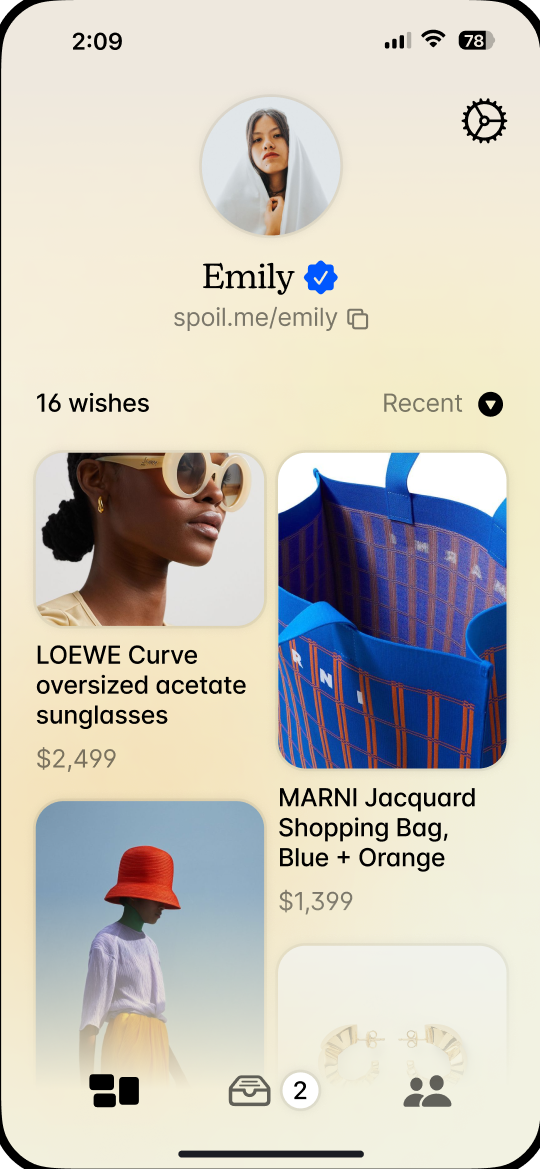 2:09
78
Emily
spoil.me/emily
16 wishes
Recent
MARNI
LOEWE Curve
oversized acetate
sunglasses
$2,499
MARNI Jacquard
Shopping Bag,
Blue + Orange
$1,399
2